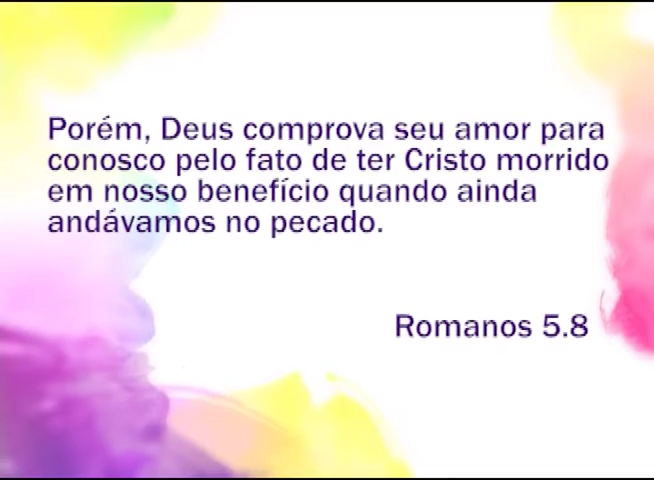 Porém, Deus comprova seu amor para
conosco pelo fato de ter Cristo morrido
em nosso benefício quando ainda
andávamos no pecado.
Romanos 5.8